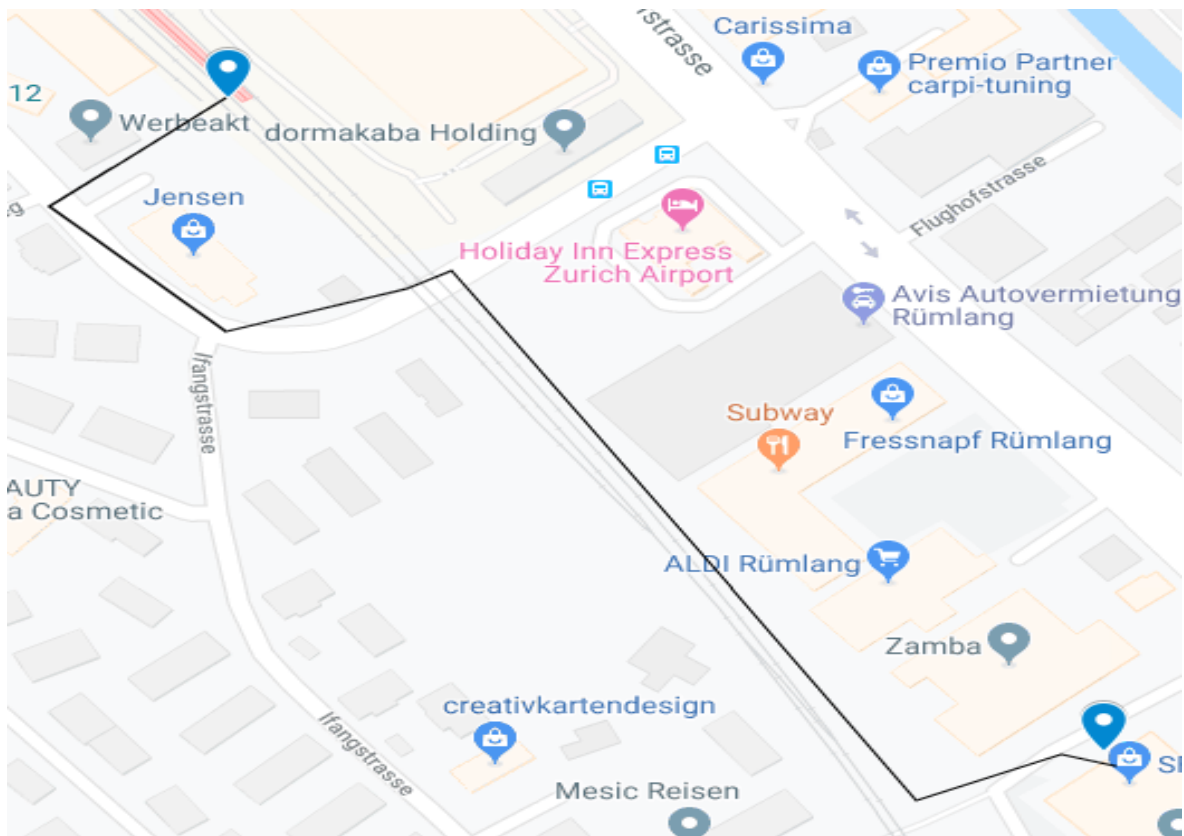 Carissima
strasse
Premio Partner
carpi-tuning
12
Werbeakt
dormakaba Holding
Flughofstrasse
Jensen
Holiday Inn Express
Zurich Airport
Avis Autovermietung
Rümlang
Ifangstrasse
Subway
Fressnapf Rümlang
AUTY
a Cosmetic
ALDI Rümlang
Zamba
creativkartendesign
Ifangstrasse
Mesic Reisen